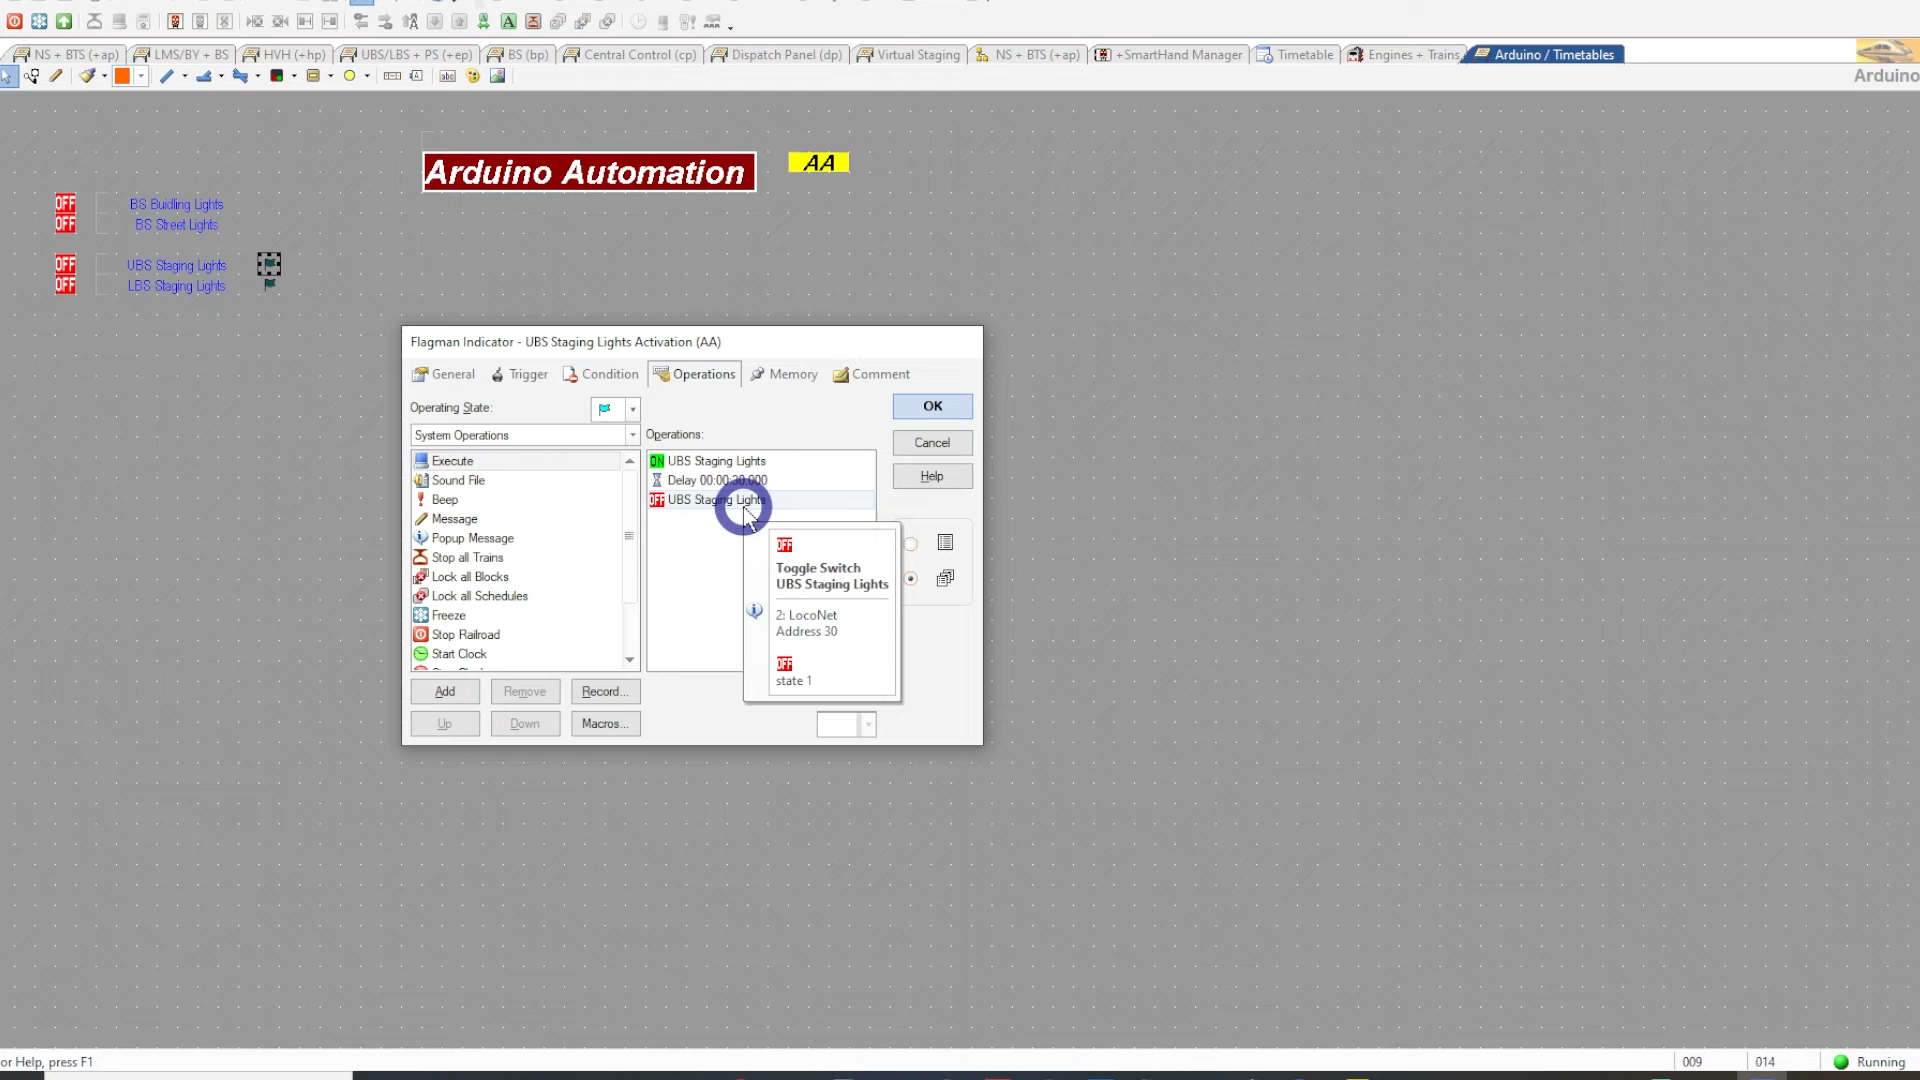 NS + BTS (+ap) LMS/BY + BS HVH (+hp) UBS/LBS + PS (+ep) BS (bp) Central Control (cp) Dispatch Panel (dp) Virtual Staging NS + BTS (+ap) +SmartHand Manager Timetable Engines + Trains Arduino / Timetables
Arduino
Arduino Automation
AA
OFF BS Buidling Lights
OFF BS Street Lights
OFF UBS Staging Lights
OFF LBS Staging Lights
Flagman Indicator - UBS Staging Lights Activation (AA)
General Trigger Condition Operations Memory Comment
Operating State:
OK
System Operations
Operations:
Cancel
Help
Execute
Sound File
Beep
Message
Popup Message
Stop all Trains
Lock all Blocks
Lock all Schedules
Freeze
Stop Railroad
Start Clock
ON UBS Staging Lights
Delay 00:00:30.000
OFF UBS Staging Lights
OFF
Toggle Switch
UBS Staging Lights
2: LocoNet
Address 30
OFF
state 1
Add Remove Record...
Up Down Macros...
or Help, press F1
009 014 Running